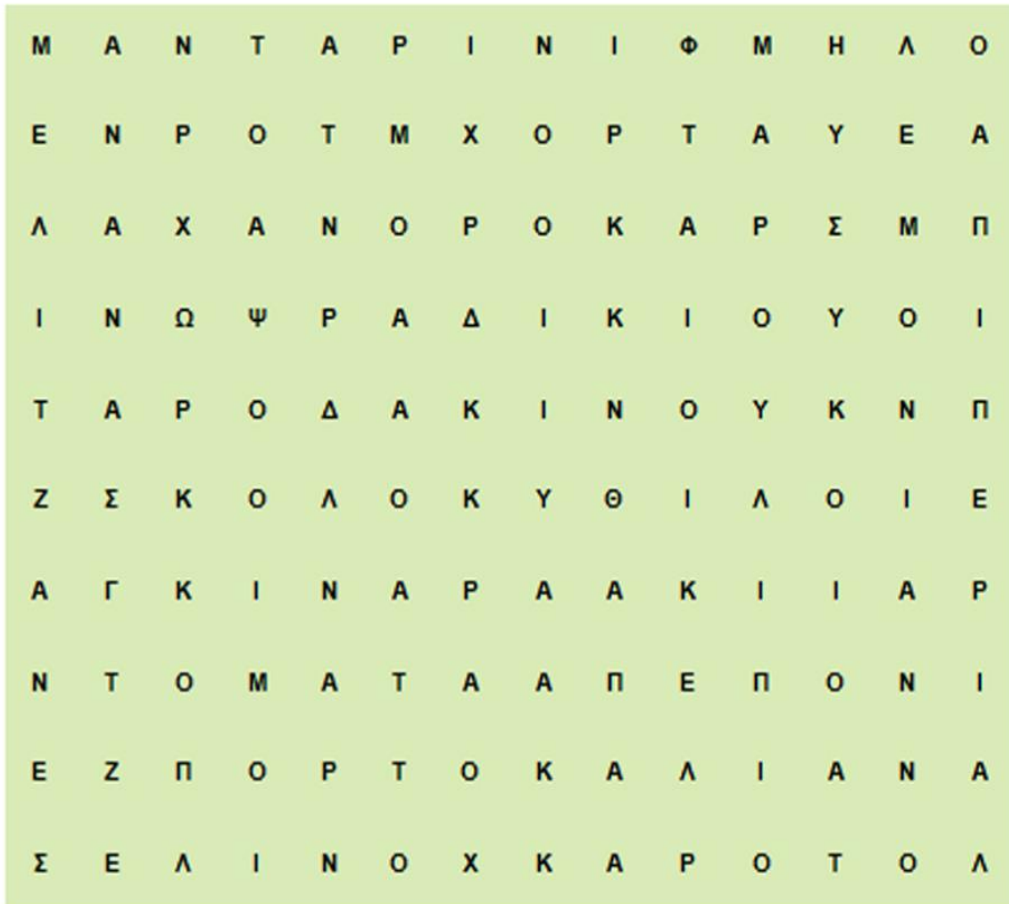 Μ Α Ν Τ Α Ρ Ι Ν Ι Φ Μ Η Λ Ο
Ε Ν Ρ Ο Τ Μ Χ Ο Ρ Τ Α Υ Ε Α
Λ Α Χ Α Ν Ο Ρ Ο Κ Α Ρ Σ Μ Π
Ι Ν Ω Ψ Ρ Α Δ Ι Κ Ι Ο Υ Ο Ι
Τ Α Ρ Ο Δ Α Κ Ι Ν Ο Υ Κ Ν Π
Ζ Σ Κ Ο Λ Ο Κ Υ Θ Ι Λ Ο Ι Ε
Α Γ Κ Ι Ν Α Ρ Α Α Κ Ι Ι Α Ρ
Ν Τ Ο Μ Α Τ Α Α Π Ε Π Ο Ν Ι
Ε Ζ Π Ο Ρ Τ Ο Κ Α Λ Ι Α Ν Α
Σ Ε Λ Ι Ν Ο Χ Κ Α Ρ Ο Τ Ο Λ